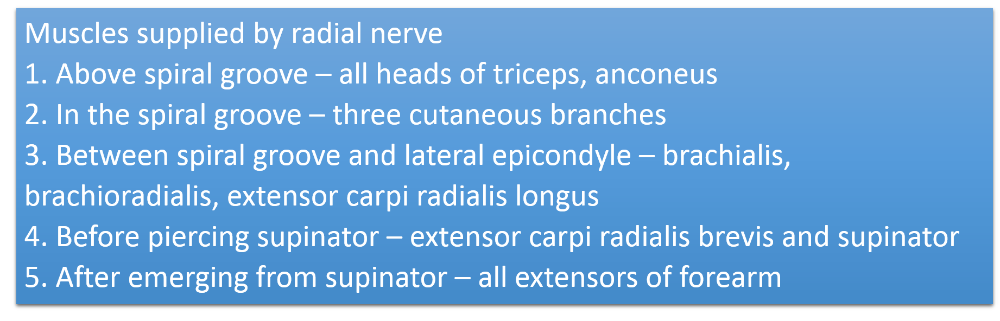 Muscles supplied by radial nerve
1. Above spiral groove – all heads of triceps, anconeus
2. In the spiral groove – three cutaneous branches
3. Between spiral groove and lateral epicondyle – brachialis,
brachioradialis, extensor carpi radialis longus
4. Before piercing supinator – extensor carpi radialis brevis and supinator
5. After emerging from supinator – all extensors of forearm